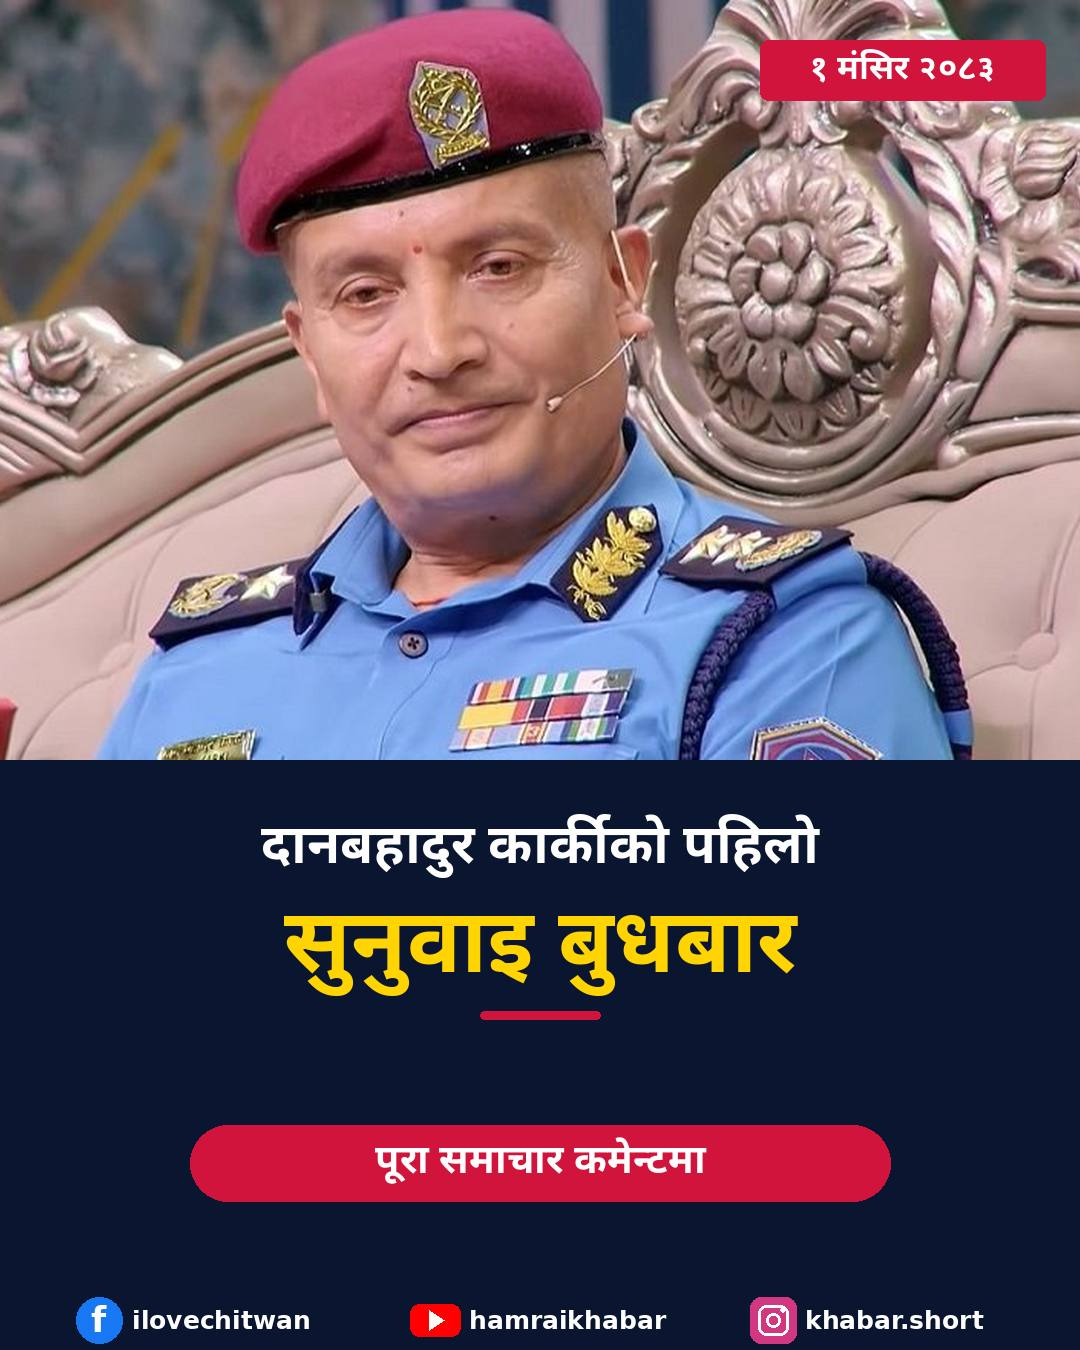 १ मंसिर २०८३
दानबहादुर कार्कीको पहिलो
सुनुवाइ बुधबार
पूरा समाचार कमेन्टमा
ilovechitwan
hamraikhabar
khabar.short